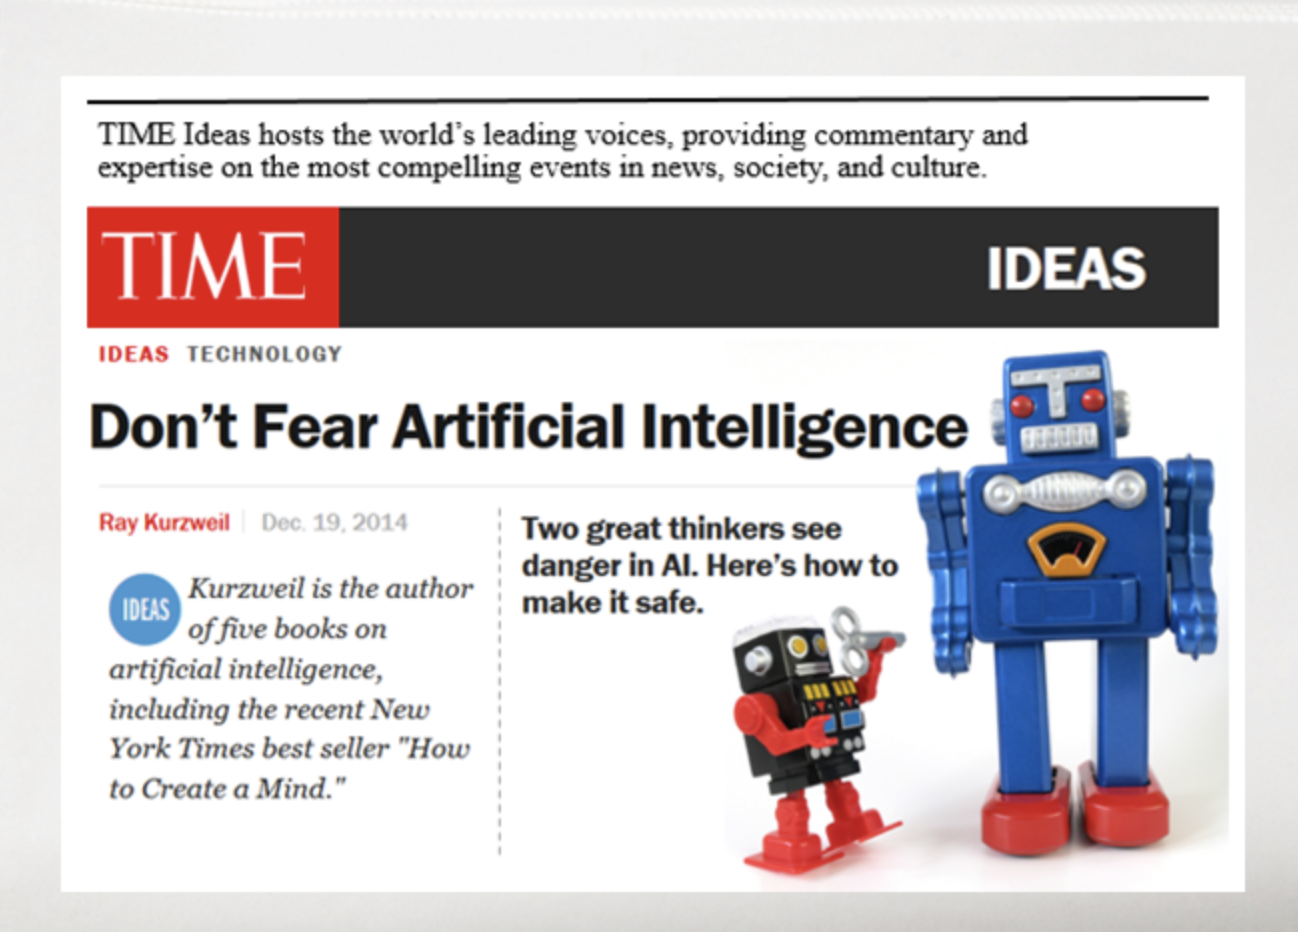 TIME Ideas hosts the world's leading voices, providing commentary and
expertise on the most compelling events in news, society, and culture.
TIME
IDEAS
IDEAS TECHNOLOGY
Don't Fear Artificial Intelligence
Ray Kurzweil Dec. 19, 2014
IDEAS
Kurzweil is the author
of five books on
artificial intelligence,
including the recent New
York Times best seller "How
to Create a Mind."
Two great thinkers see
danger in AI. Here's how to
make it safe.